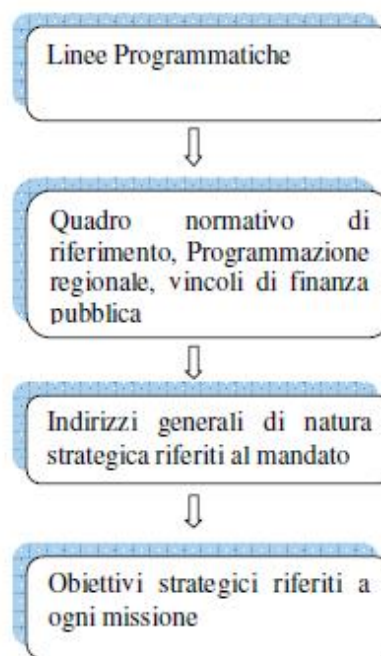 Linee Programmatiche
Quadro normativo di
riferimento, Programmazione
regionale, vincoli di finanza
pubblica
Indirizzi generali di natura
strategica riferiti al mandato
Obiettivi strategici riferiti a
ogni missione